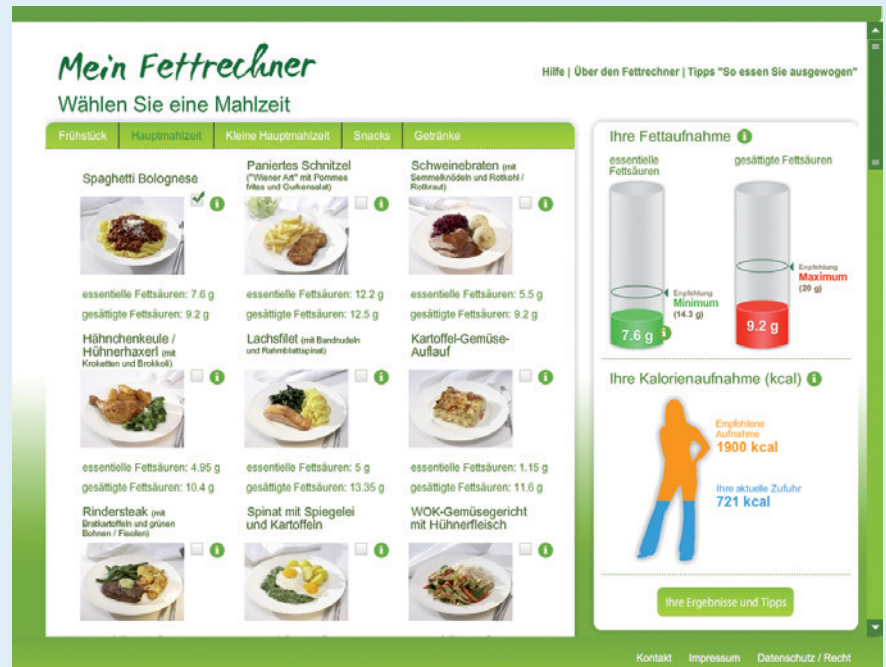 Mein Fettrechner
Wählen Sie eine Mahlzeit
Hilfe | Über den Fettrechner | Tipps "So essen Sie ausgewogen"
Frühstück Hauptmahlzeit Kleine Hauptmahlzeit Snacks Getränke
Spaghetti Bolognese
essentielle Fettsäuren: 7.6 g
gesättigte Fettsäuren: 9.2 g
Paniertes Schnitzel
("Wiener Art" mit Pommes
frites und Gurkensalat)
essentielle Fettsäuren: 12.2 g
gesättigte Fettsäuren: 12.5 g
Schweinebraten (mit
Semmelknödeln und Rotkohl /
Rotkraut)
essentielle Fettsäuren: 5.5 g
gesättigte Fettsäuren: 9.2 g
Hähnchenkeule /
Hühnerhaxerl (mit
Kroketten und Brokkoli)
essentielle Fettsäuren: 4.95 g
gesättigte Fettsäuren: 10.4 g
Lachsfilet (mit Bandnudeln
und Rahmblattspinat)
essentielle Fettsäuren: 5 g
gesättigte Fettsäuren: 13.35 g
Kartoffel-Gemüse-
Auflauf
essentielle Fettsäuren: 1.15 g
gesättigte Fettsäuren: 11.6 g
Rindersteak (mit
Bratkartoffeln und grünen
Bohnen / Fisolen)
Spinat mit Spiegelei
und Kartoffeln
WOK-Gemüsegericht
mit Hühnerfleisch
Ihre Fettaufnahme
essentielle
Fettsäuren
Empfehlung
Minimum
(14.3 g)
7.6 g
gesättigte Fettsäuren
Empfehlung
Maximum
(20 g)
9.2 g
Ihre Kalorienaufnahme (kcal)
Empfohlene
Aufnahme
1900 kcal
Ihre aktuelle Zufuhr
721 kcal
Ihre Ergebnisse und Tipps
Kontakt Impressum Datenschutz / Recht